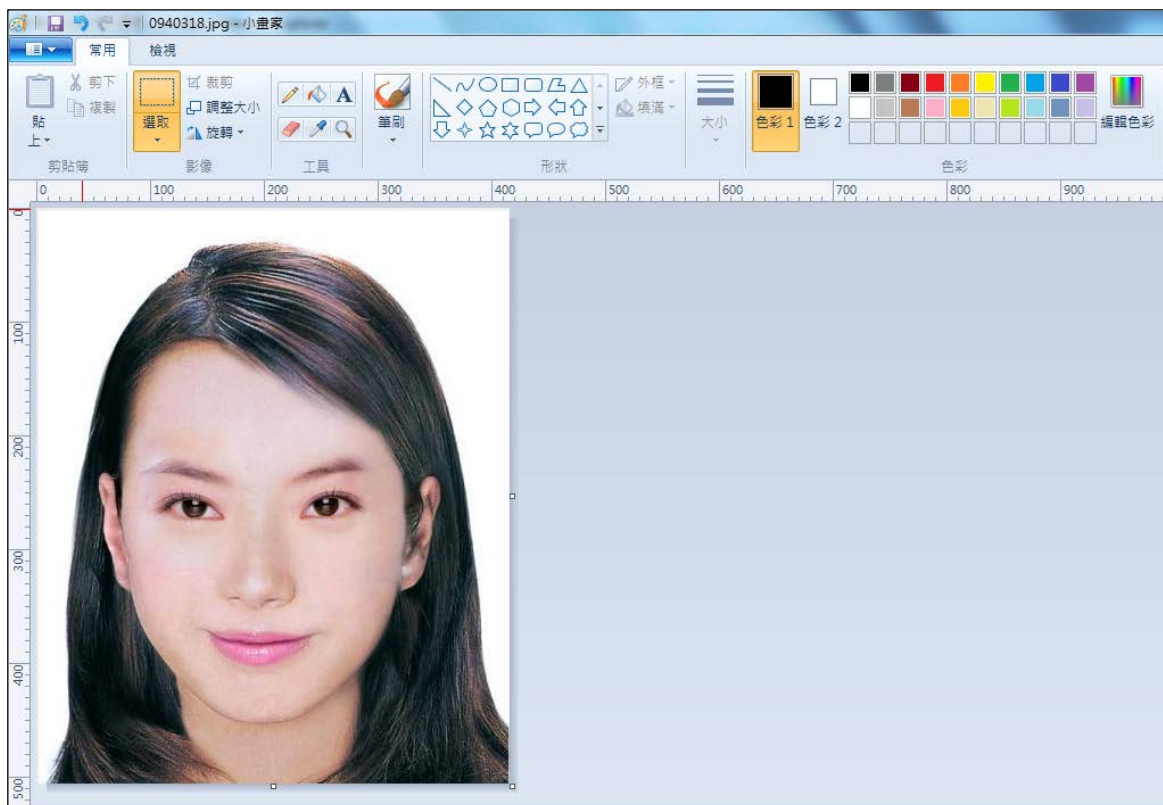 0940318.jpg - 小畫家
常用 檢視
貼上
剪下
複製
剪貼簿
選取
裁剪
調整大小
旋轉
影像
A
工具
筆刷
外框
填滿
形狀
大小
色彩 1
色彩 2
編輯色彩
色彩
0 100 200 300 400 500 600 700 800 900
0
100
200
300
400
500